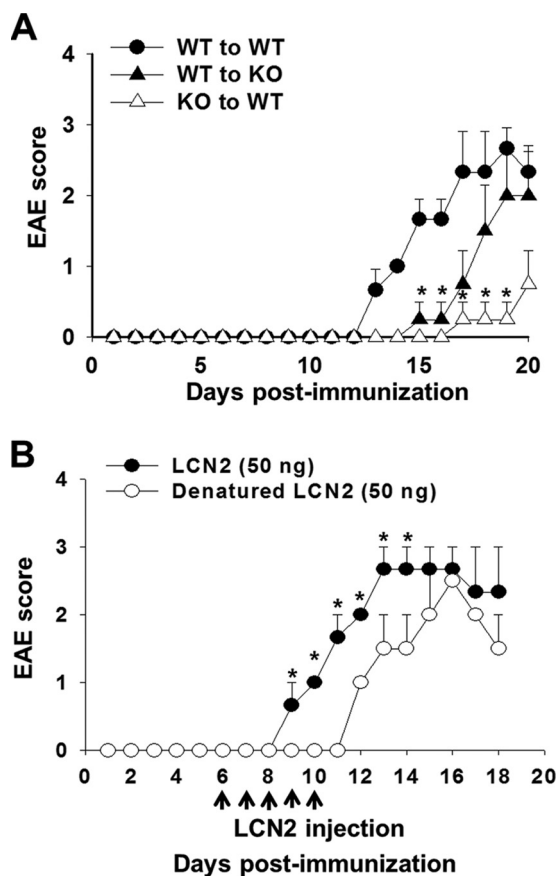 A
WT to WT
WT to KO
KO to WT
4
3
2
1
0
EAE score
* * * * *
0 5 10 15 20
Days post-immunization
B
LCN2 (50 ng)
Denatured LCN2 (50 ng)
4
3
2
1
0
EAE score
* * * * * *
0 2 4 6 8 10 12 14 16 18 20
LCN2 injection
Days post-immunization